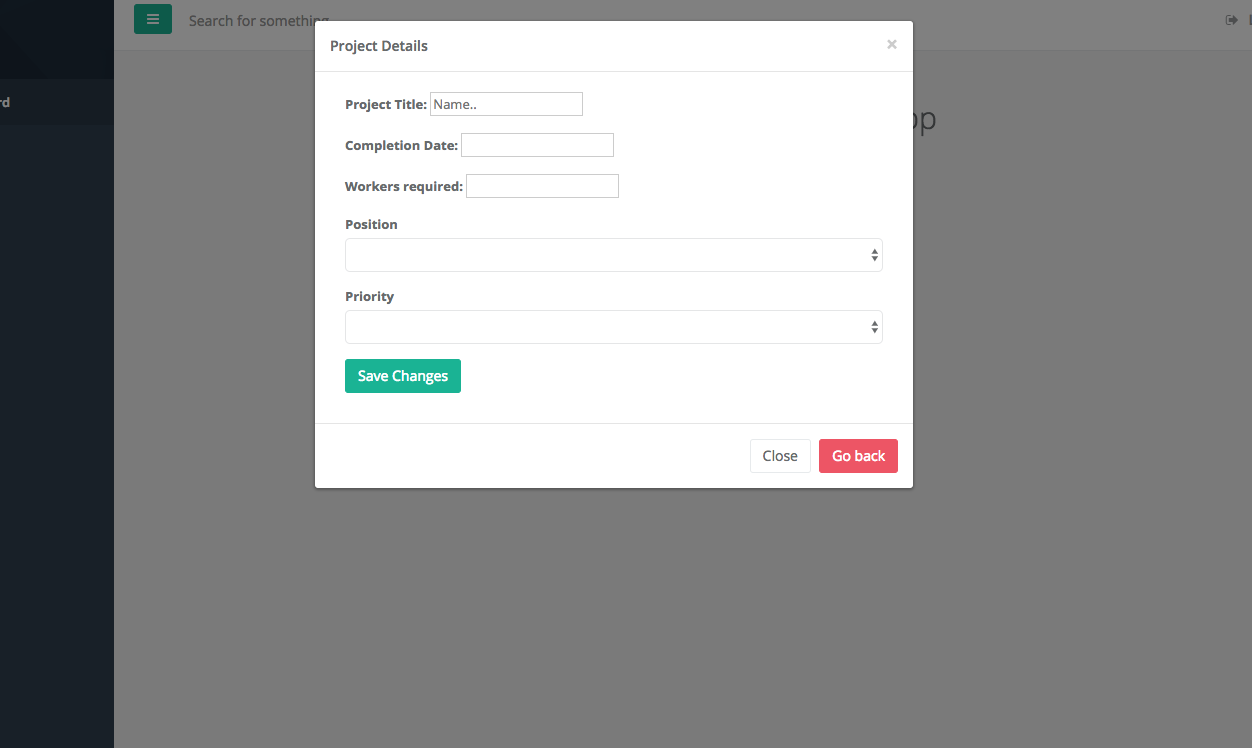 Search for something...
Project Details
×
rd
Project Title: Name..
pp
Completion Date:
Workers required:
Position
Priority
Save Changes
Close Go back